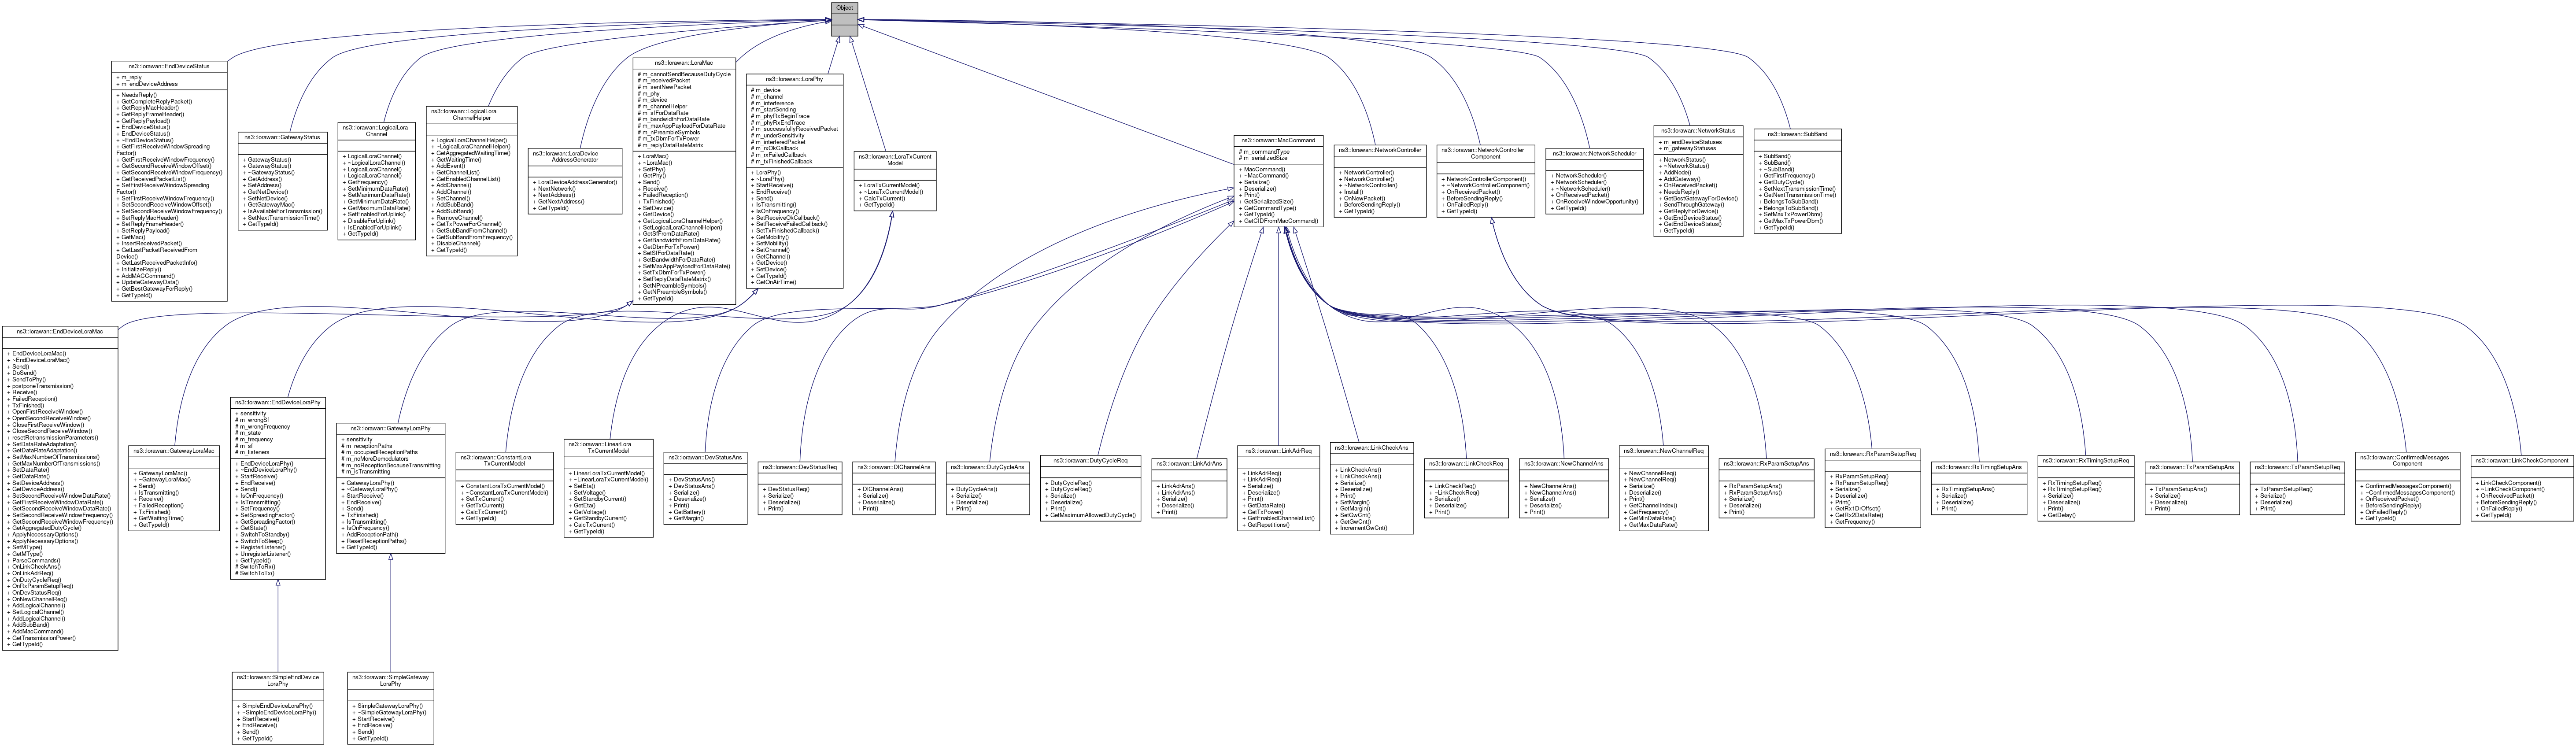 Object
ns3::lorawan::EndDeviceStatus
+ m_reply
+ m_endDeviceAddress
+ NeedsReply()
+ GetCompleteReplyPacket()
+ GetReplyMacHeader()
+ GetReplyFrameHeader()
+ GetReplyPayload()
+ EndDeviceStatus()
+ EndDeviceStatus()
+ ~EndDeviceStatus()
+ GetFirstReceiveWindowSpreading
Factor()
+ GetFirstReceiveWindowFrequency()
+ GetSecondReceiveWindowOffset()
+ GetSecondReceiveWindowFrequency()
+ GetReceivedPacketList()
+ SetFirstReceiveWindowSpreading
Factor()
+ SetFirstReceiveWindowFrequency()
+ SetSecondReceiveWindowOffset()
+ SetSecondReceiveWindowFrequency()
+ SetReplyMacHeader()
+ SetReplyFrameHeader()
+ SetReplyPayload()
+ GetMac()
+ InsertReceivedPacket()
+ GetLastPacketReceivedFrom
Device()
+ GetLastReceivedPacketInfo()
+ InitializeReply()
+ AddMACCommand()
+ UpdateGatewayData()
+ GetBestGatewayForReply()
+ GetTypeId()
ns3::lorawan::GatewayStatus
+ GatewayStatus()
+ GatewayStatus()
+ ~GatewayStatus()
+ GetAddress()
+ SetAddress()
+ GetNetDevice()
+ SetNetDevice()
+ GetGatewayMac()
+ IsAvailableForTransmission()
+ SetNextTransmissionTime()
+ GetTypeId()
ns3::lorawan::LogicalLora
Channel
+ LogicalLoraChannel()
+ ~LogicalLoraChannel()
+ LogicalLoraChannel()
+ LogicalLoraChannel()
+ GetFrequency()
+ SetMinimumDataRate()
+ SetMaximumDataRate()
+ GetMinimumDataRate()
+ GetMaximumDataRate()
+ SetEnabledForUplink()
+ DisableForUplink()
+ IsEnabledForUplink()
+ GetTypeId()
ns3::lorawan::LogicalLora
ChannelHelper
+ LogicalLoraChannelHelper()
+ ~LogicalLoraChannelHelper()
+ GetAggregatedWaitingTime()
+ GetWaitingTime()
+ AddEvent()
+ GetChannelList()
+ GetEnabledChannelList()
+ AddChannel()
+ AddChannel()
+ SetChannel()
+ AddSubBand()
+ AddSubBand()
+ RemoveChannel()
+ GetTxPowerForChannel()
+ GetSubBandFromChannel()
+ GetSubBandFromFrequency()
+ DisableChannel()
+ GetTypeId()
ns3::lorawan::LoraDevice
AddressGenerator
+ LoraDeviceAddressGenerator()
+ NextNetwork()
+ NextAddress()
+ GetNextAddress()
+ GetTypeId()
ns3::lorawan::LoraMac
# m_cannotSendBecauseDutyCycle
# m_receivedPacket
# m_sentNewPacket
# m_phy
# m_device
# m_channelHelper
# m_sfForDataRate
# m_bandwidthForDataRate
# m_maxAppPayloadForDataRate
# m_nPreambleSymbols
# m_txDbmForTxPower
# m_replyDataRateMatrix
+ LoraMac()
+ ~LoraMac()
+ SetPhy()
+ GetPhy()
+ Send()
+ Receive()
+ FailedReception()
+ TxFinished()
+ SetDevice()
+ GetDevice()
+ GetLogicalLoraChannelHelper()
+ SetLogicalLoraChannelHelper()
+ GetSfFromDataRate()
+ GetBandwidthFromDataRate()
+ GetDbmForTxPower()
+ SetSfForDataRate()
+ SetBandwidthForDataRate()
+ SetMaxAppPayloadForDataRate()
+ SetTxDbmForTxPower()
+ SetReplyDataRateMatrix()
+ SetNPreambleSymbols()
+ GetNPreambleSymbols()
+ GetTypeId()
ns3::lorawan::LoraPhy
# m_device
# m_channel
# m_interference
# m_startSending
# m_phyRxBeginTrace
# m_phyRxEndTrace
# m_successfullyReceivedPacket
# m_underSensitivity
# m_interferedPacket
# m_rxOkCallback
# m_rxFailedCallback
# m_txFinishedCallback
+ LoraPhy()
+ ~LoraPhy()
+ StartReceive()
+ EndReceive()
+ Send()
+ IsTransmitting()
+ IsOnFrequency()
+ SetReceiveOkCallback()
+ SetReceiveFailedCallback()
+ SetTxFinishedCallback()
+ GetMobility()
+ SetMobility()
+ SetChannel()
+ GetChannel()
+ GetDevice()
+ SetDevice()
+ GetTypeId()
+ GetOnAirTime()
ns3::lorawan::LoraTxCurrent
Model
+ LoraTxCurrentModel()
+ ~LoraTxCurrentModel()
+ CalcTxCurrent()
+ GetTypeId()
ns3::lorawan::MacCommand
# m_commandType
# m_serializedSize
+ MacCommand()
+ ~MacCommand()
+ Serialize()
+ Deserialize()
+ Print()
+ GetSerializedSize()
+ GetCommandType()
+ GetTypeId()
+ GetCIDFromMacCommand()
ns3::lorawan::NetworkController
+ NetworkController()
+ NetworkController()
+ ~NetworkController()
+ Install()
+ OnNewPacket()
+ BeforeSendingReply()
+ GetTypeId()
ns3::lorawan::NetworkController
Component
+ NetworkControllerComponent()
+ ~NetworkControllerComponent()
+ OnReceivedPacket()
+ BeforeSendingReply()
+ OnFailedReply()
+ GetTypeId()
ns3::lorawan::NetworkScheduler
+ NetworkScheduler()
+ NetworkScheduler()
+ ~NetworkScheduler()
+ OnReceivedPacket()
+ OnReceiveWindowOpportunity()
+ GetTypeId()
ns3::lorawan::NetworkStatus
+ m_endDeviceStatuses
+ m_gatewayStatuses
+ NetworkStatus()
+ ~NetworkStatus()
+ AddNode()
+ AddGateway()
+ OnReceivedPacket()
+ NeedsReply()
+ GetBestGatewayForDevice()
+ SendThroughGateway()
+ GetReplyForDevice()
+ GetEndDeviceStatus()
+ GetEndDeviceStatus()
+ GetTypeId()
ns3::lorawan::SubBand
+ SubBand()
+ SubBand()
+ ~SubBand()
+ GetFirstFrequency()
+ GetDutyCycle()
+ SetNextTransmissionTime()
+ GetNextTransmissionTime()
+ BelongsToSubBand()
+ BelongsToSubBand()
+ SetMaxTxPowerDbm()
+ GetMaxTxPowerDbm()
+ GetTypeId()
ns3::lorawan::EndDeviceLoraMac
+ EndDeviceLoraMac()
+ ~EndDeviceLoraMac()
+ Send()
+ DoSend()
+ SendToPhy()
+ postponeTransmission()
+ Receive()
+ FailedReception()
+ TxFinished()
+ OpenFirstReceiveWindow()
+ OpenSecondReceiveWindow()
+ CloseFirstReceiveWindow()
+ CloseSecondReceiveWindow()
+ resetRetransmissionParameters()
+ SetDataRateAdaptation()
+ GetDataRateAdaptation()
+ SetMaxNumberOfTransmissions()
+ GetMaxNumberOfTransmissions()
+ SetDataRate()
+ GetDataRate()
+ SetDeviceAddress()
+ GetDeviceAddress()
+ SetSecondReceiveWindowDataRate()
+ GetFirstReceiveWindowDataRate()
+ GetSecondReceiveWindowDataRate()
+ SetSecondReceiveWindowFrequency()
+ GetSecondReceiveWindowFrequency()
+ GetAggregatedDutyCycle()
+ ApplyNecessaryOptions()
+ ApplyNecessaryOptions()
+ SetMType()
+ GetMType()
+ ParseCommands()
+ OnLinkCheckAns()
+ OnLinkAdrReq()
+ OnDutyCycleReq()
+ OnRxParamSetupReq()
+ OnDevStatusReq()
+ OnNewChannelReq()
+ AddLogicalChannel()
+ SetLogicalChannel()
+ AddLogicalChannel()
+ AddSubBand()
+ AddMacCommand()
+ GetTransmissionPower()
+ GetTypeId()
ns3::lorawan::GatewayLoraMac
+ GatewayLoraMac()
+ ~GatewayLoraMac()
+ Send()
+ IsTransmitting()
+ Receive()
+ FailedReception()
+ TxFinished()
+ GetWaitingTime()
+ GetTypeId()
ns3::lorawan::EndDeviceLoraPhy
+ sensitivity
# m_wrongSf
# m_wrongFrequency
# m_state
# m_frequency
# m_sf
# m_listeners
+ EndDeviceLoraPhy()
+ ~EndDeviceLoraPhy()
+ StartReceive()
+ EndReceive()
+ Send()
+ IsOnFrequency()
+ IsTransmitting()
+ SetFrequency()
+ SetSpreadingFactor()
+ GetSpreadingFactor()
+ GetState()
+ SwitchToStandby()
+ SwitchToSleep()
+ RegisterListener()
+ UnregisterListener()
+ GetTypeId()
# SwitchToRx()
# SwitchToTx()
ns3::lorawan::GatewayLoraPhy
+ sensitivity
# m_receptionPaths
# m_occupiedReceptionPaths
# m_noMoreDemodulators
# m_noReceptionBecauseTransmitting
# m_isTransmitting
+ GatewayLoraPhy()
+ ~GatewayLoraPhy()
+ StartReceive()
+ EndReceive()
+ Send()
+ TxFinished()
+ IsTransmitting()
+ IsOnFrequency()
+ AddReceptionPath()
+ ResetReceptionPaths()
+ GetTypeId()
ns3::lorawan::ConstantLora
TxCurrentModel
+ ConstantLoraTxCurrentModel()
+ ~ConstantLoraTxCurrentModel()
+ SetTxCurrent()
+ GetTxCurrent()
+ CalcTxCurrent()
+ GetTypeId()
ns3::lorawan::LinearLora
TxCurrentModel
+ LinearLoraTxCurrentModel()
+ ~LinearLoraTxCurrentModel()
+ SetEta()
+ SetVoltage()
+ SetStandbyCurrent()
+ GetEta()
+ GetVoltage()
+ GetStandbyCurrent()
+ CalcTxCurrent()
+ GetTypeId()
ns3::lorawan::DevStatusAns
+ DevStatusAns()
+ DevStatusAns()
+ Serialize()
+ Deserialize()
+ Print()
+ GetBattery()
+ GetMargin()
ns3::lorawan::DevStatusReq
+ DevStatusReq()
+ Serialize()
+ Deserialize()
+ Print()
ns3::lorawan::DlChannelAns
+ DlChannelAns()
+ Serialize()
+ Deserialize()
+ Print()
ns3::lorawan::DutyCycleAns
+ DutyCycleAns()
+ Serialize()
+ Deserialize()
+ Print()
ns3::lorawan::DutyCycleReq
+ DutyCycleReq()
+ DutyCycleReq()
+ Serialize()
+ Deserialize()
+ Print()
+ GetMaximumAllowedDutyCycle()
ns3::lorawan::LinkAdrAns
+ LinkAdrAns()
+ LinkAdrAns()
+ Serialize()
+ Deserialize()
+ Print()
ns3::lorawan::LinkAdrReq
+ LinkAdrReq()
+ LinkAdrReq()
+ Serialize()
+ Deserialize()
+ Print()
+ GetDataRate()
+ GetTxPower()
+ GetEnabledChannelsList()
+ GetRepetitions()
ns3::lorawan::LinkCheckAns
+ LinkCheckAns()
+ LinkCheckAns()
+ Serialize()
+ Deserialize()
+ Print()
+ SetMargin()
+ GetMargin()
+ SetGwCnt()
+ GetGwCnt()
+ IncrementGwCnt()
ns3::lorawan::LinkCheckReq
+ LinkCheckReq()
+ ~LinkCheckReq()
+ Serialize()
+ Deserialize()
+ Print()
ns3::lorawan::NewChannelAns
+ NewChannelAns()
+ NewChannelAns()
+ Serialize()
+ Deserialize()
+ Print()
ns3::lorawan::NewChannelReq
+ NewChannelReq()
+ NewChannelReq()
+ Serialize()
+ Deserialize()
+ Print()
+ GetChannelIndex()
+ GetFrequency()
+ GetMinDataRate()
+ GetMaxDataRate()
ns3::lorawan::RxParamSetupAns
+ RxParamSetupAns()
+ RxParamSetupAns()
+ Serialize()
+ Deserialize()
+ Print()
ns3::lorawan::RxParamSetupReq
+ RxParamSetupReq()
+ RxParamSetupReq()
+ Serialize()
+ Deserialize()
+ Print()
+ GetRx1DrOffset()
+ GetRx2DataRate()
+ GetFrequency()
ns3::lorawan::RxTimingSetupAns
+ RxTimingSetupAns()
+ Serialize()
+ Deserialize()
+ Print()
ns3::lorawan::RxTimingSetupReq
+ RxTimingSetupReq()
+ RxTimingSetupReq()
+ Serialize()
+ Deserialize()
+ Print()
+ GetDelay()
ns3::lorawan::TxParamSetupAns
+ TxParamSetupAns()
+ Serialize()
+ Deserialize()
+ Print()
ns3::lorawan::TxParamSetupReq
+ TxParamSetupReq()
+ Serialize()
+ Deserialize()
+ Print()
ns3::lorawan::ConfirmedMessages
Component
+ ConfirmedMessagesComponent()
+ ~ConfirmedMessagesComponent()
+ OnReceivedPacket()
+ BeforeSendingReply()
+ OnFailedReply()
+ GetTypeId()
ns3::lorawan::LinkCheckComponent
+ LinkCheckComponent()
+ ~LinkCheckComponent()
+ OnReceivedPacket()
+ BeforeSendingReply()
+ OnFailedReply()
+ GetTypeId()
ns3::lorawan::SimpleEndDevice
LoraPhy
+ SimpleEndDeviceLoraPhy()
+ ~SimpleEndDeviceLoraPhy()
+ StartReceive()
+ EndReceive()
+ Send()
+ GetTypeId()
ns3::lorawan::SimpleGateway
LoraPhy
+ SimpleGatewayLoraPhy()
+ ~SimpleGatewayLoraPhy()
+ StartReceive()
+ EndReceive()
+ Send()
+ GetTypeId()